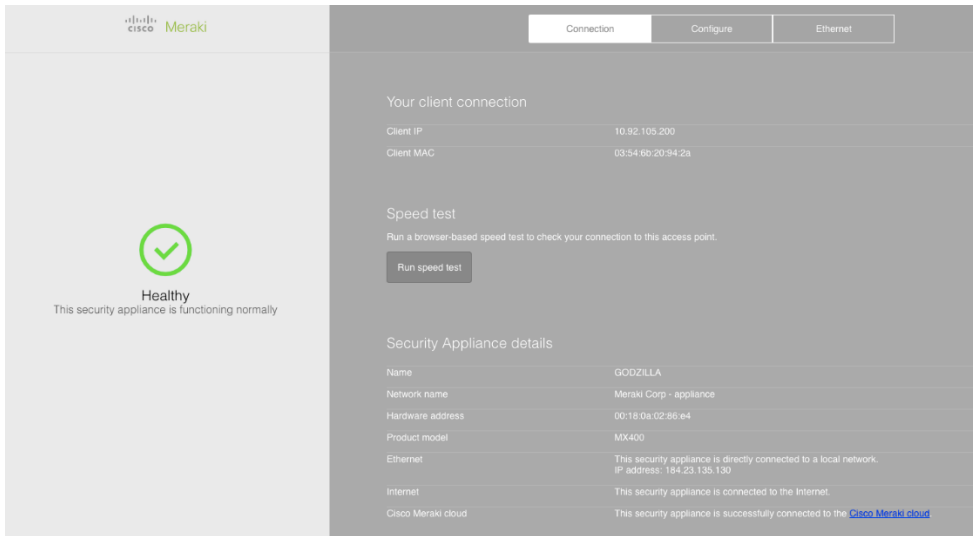 cisco Meraki
Connection Configure Ethernet
Healthy
This security appliance is functioning normally
Your client connection
Client IP 10.92.105.200
Client MAC 03:54:6b:20:94:2a
Speed test
Run a browser-based speed test to check your connection to this access point.
Run speed test
Security Appliance details
Name GODZILLA
Network name Meraki Corp - appliance
Hardware address 00:18:0a:02:86:e4
Product model MX400
Ethernet This security appliance is directly connected to a local network.
IP address: 184.23.135.130
Internet This security appliance is connected to the Internet.
Cisco Meraki cloud This security appliance is successfully connected to the Cisco Meraki cloud